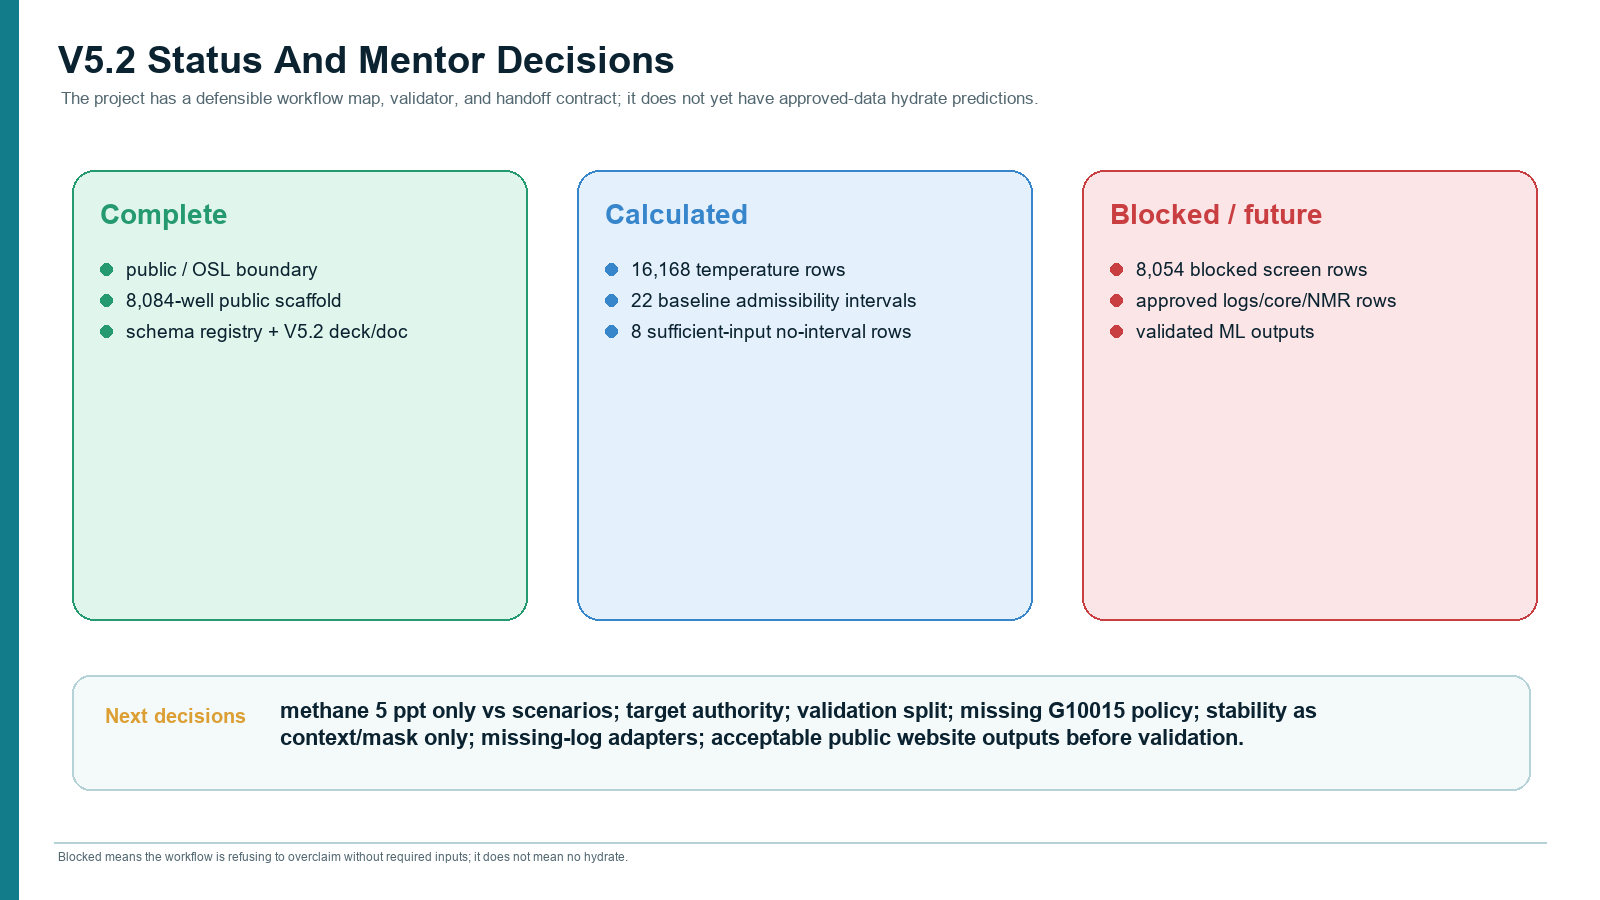 V5.2 Status And Mentor Decisions
The project has a defensible workflow map, validator, and handoff contract; it does not yet have approved-data hydrate predictions.
Complete
public / OSL boundary
8,084-well public scaffold
schema registry + V5.2 deck/doc
Calculated
16,168 temperature rows
22 baseline admissibility intervals
8 sufficient-input no-interval rows
Blocked / future
8,054 blocked screen rows
approved logs/core/NMR rows
validated ML outputs
Next decisions
methane 5 ppt only vs scenarios; target authority; validation split; missing G10015 policy; stability as
context/mask only; missing-log adapters; acceptable public website outputs before validation.
Blocked means the workflow is refusing to overclaim without required inputs; it does not mean no hydrate.